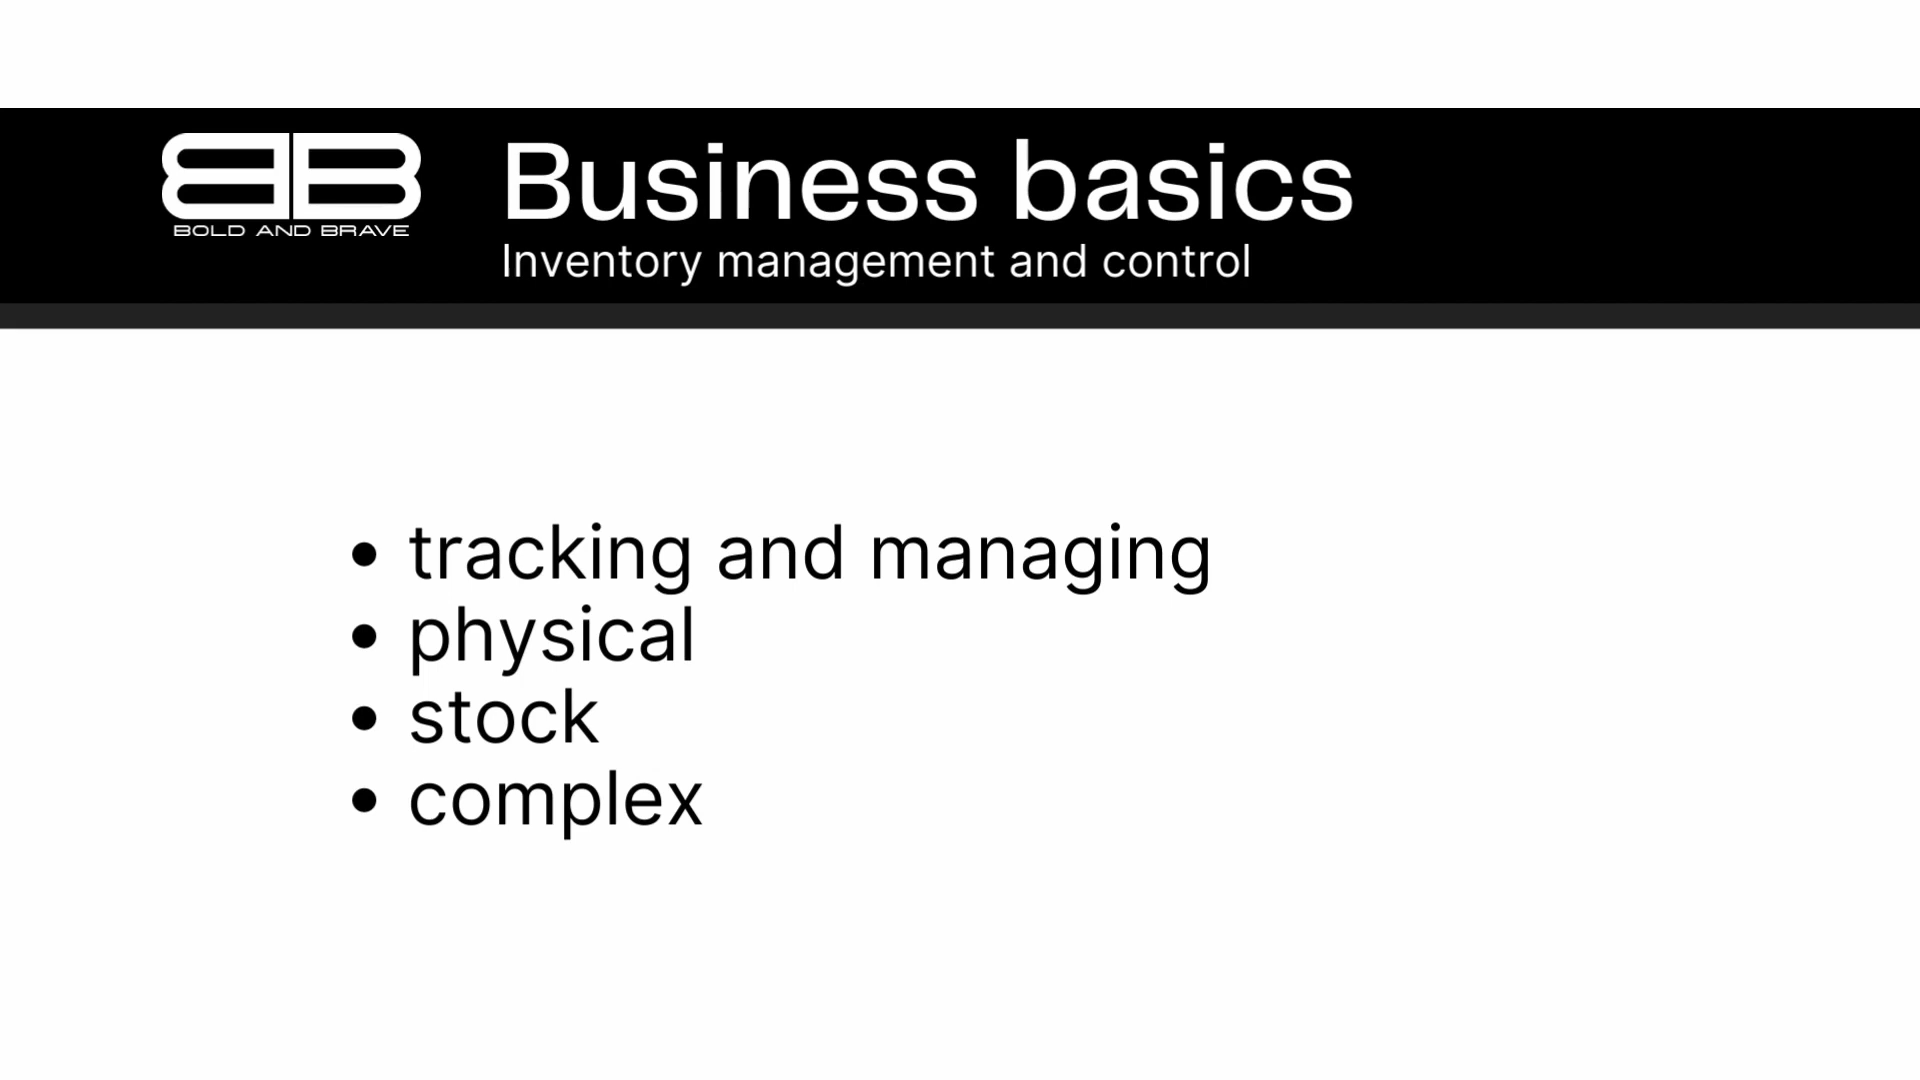 BOLD AND BRAVE
Business basics
Inventory management and control
• tracking and managing
• physical
• stock
• complex